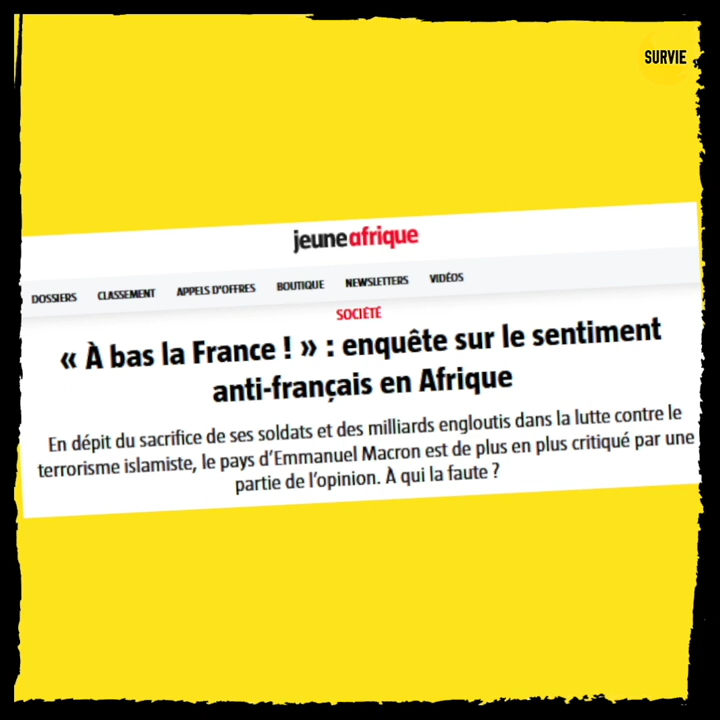 SURVIE
jeuneafrique
DOSSIERS CLASSEMENT APPELS D'OFFRES BOUTIQUE NEWSLETTERS VIDÉOS
SOCIÉTÉ
« À bas la France ! » : enquête sur le sentiment
anti-français en Afrique
En dépit du sacrifice de ses soldats et des milliards engloutis dans la lutte contre le
terrorisme islamiste, le pays d'Emmanuel Macron est de plus en plus critiqué par une
partie de l'opinion. À qui la faute ?